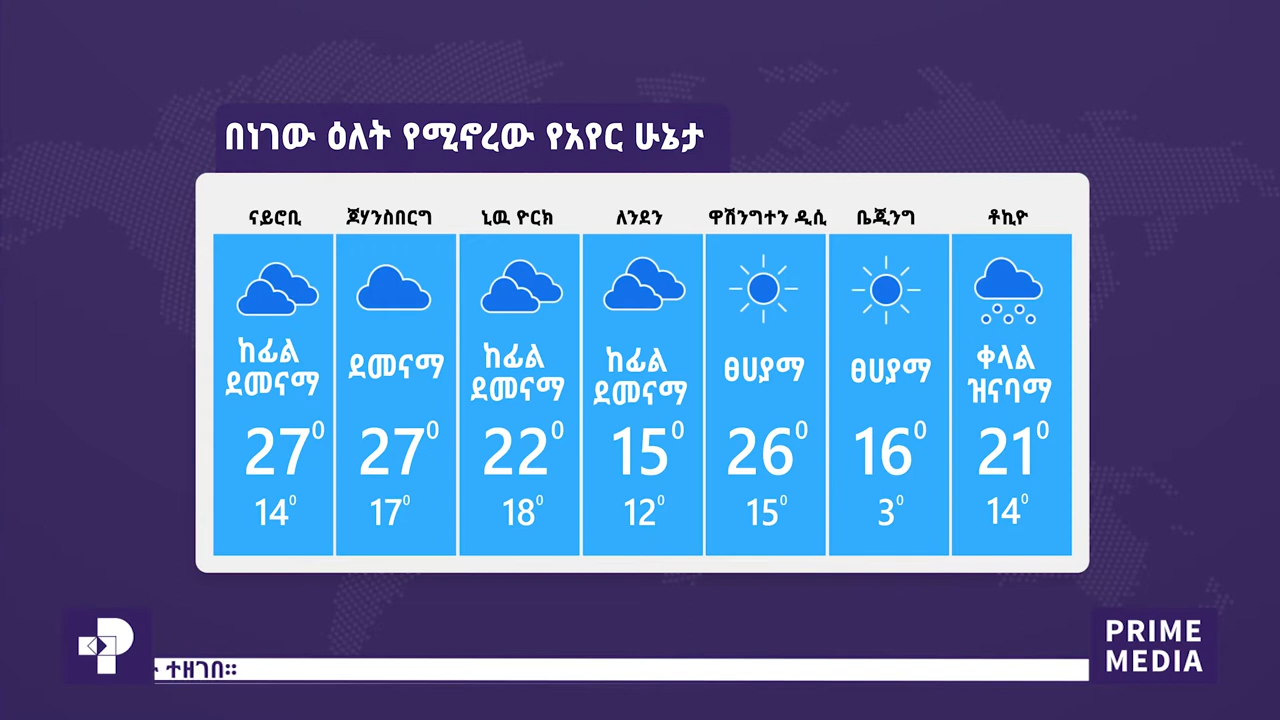 በነገው ዕለት የሚኖረው የአየር ሁኔታ
ናይሮቢ ጆሃንስበርግ ኒዉ ዮርክ ለንደን ዋሽንግተን ዲሲ ቤጂንግ ቶኪዮ
ከፊል ደመናማ
27⁰
14⁰
ደመናማ
27⁰
17⁰
ከፊል
ደመናማ
22⁰
18⁰
ከፊል
ደመናማ
15⁰
12⁰
ፀሀያማ
26⁰
15⁰
ፀሀያማ
16⁰
3⁰
ቀላል
ዝናባማ
21⁰
14⁰
ተዘገበ።
PRIME
MEDIA